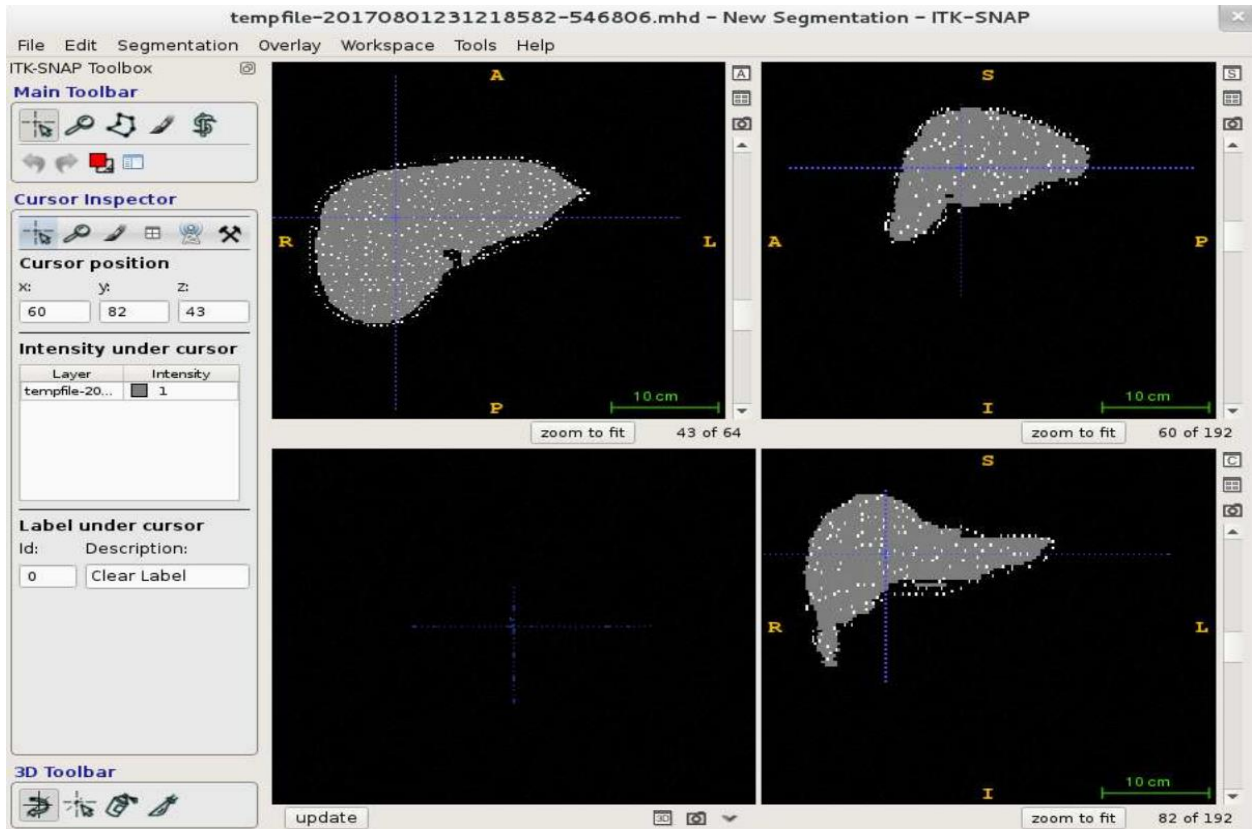 tempfile-20170801231218582-546806.mhd - New Segmentation - ITK-SNAP
File Edit Segmentation Overlay Workspace Tools Help
ITK-SNAP Toolbox
Main Toolbar
Cursor Inspector
Cursor position
x: y: z:
60 82 43
Intensity under cursor
Layer Intensity
tempfile-20... 1
Label under cursor
Id: Description:
0 Clear Label
3D Toolbar
A
R L
P
10 cm
A
zoom to fit 43 of 64
S
A P
I
10 cm
S
zoom to fit 60 of 192
update
3D
S
R L
I
10 cm
C
zoom to fit 82 of 192